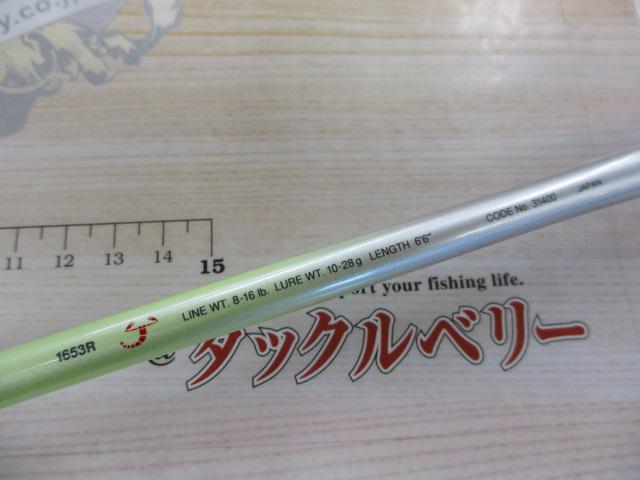 y.co.j
11 12 13 14 15
1653R LINE WT. 8-16 lb. LURE WT. 10-28g LENGTH 6'6" CODE No. 31400 JAPAN
your fishing life.
@ タックルベリー